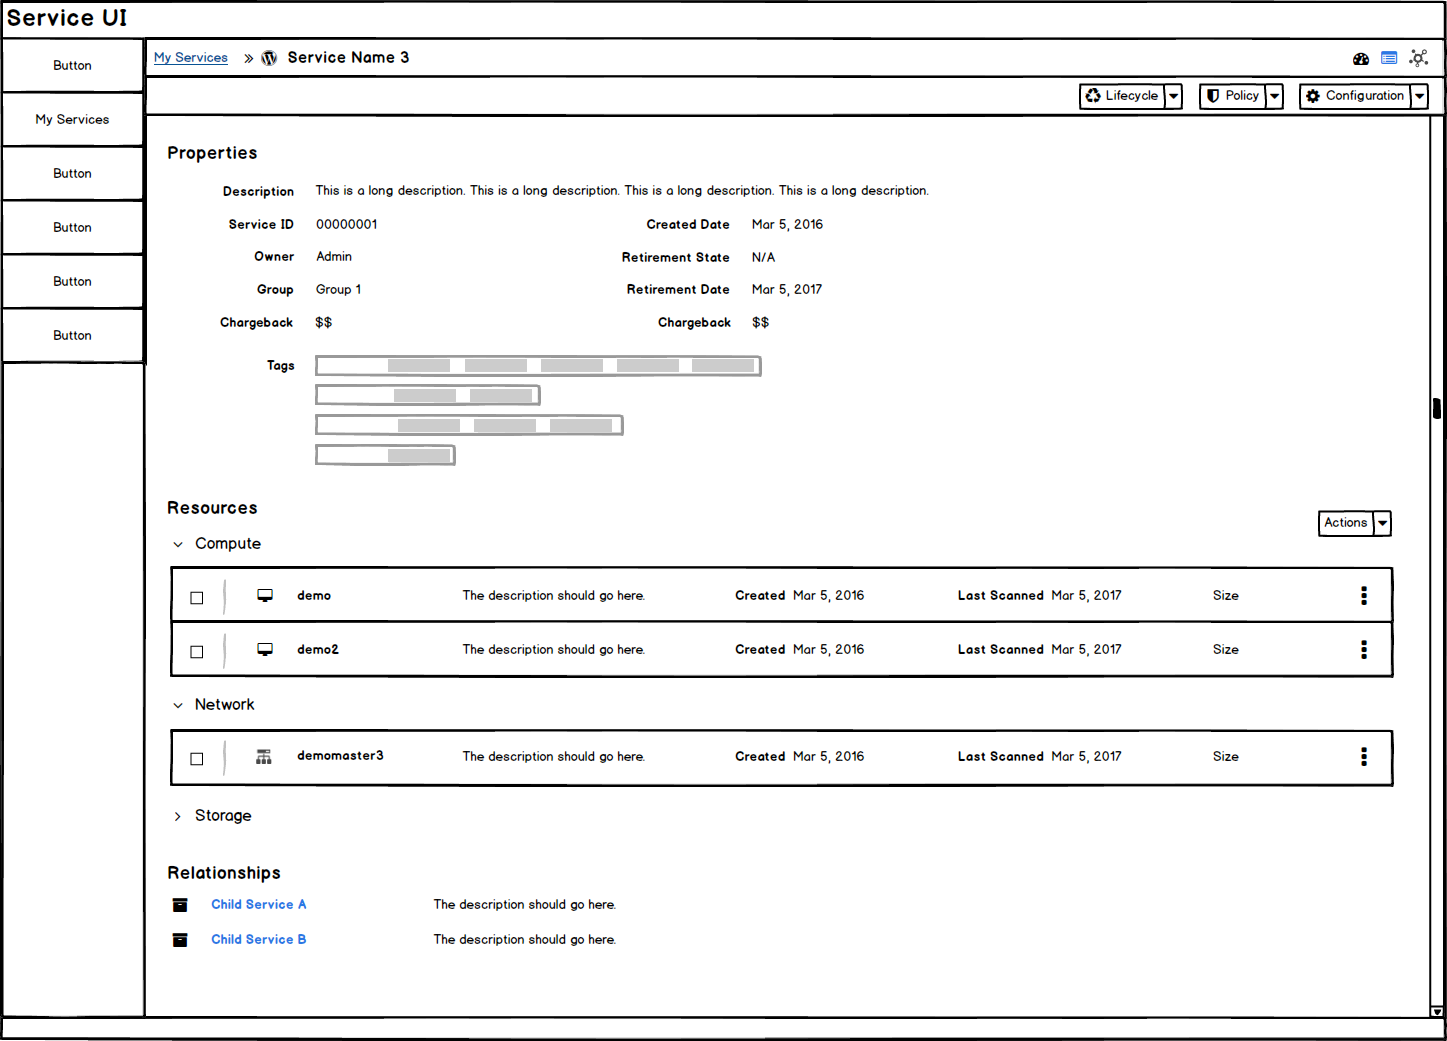 Service UI
Button
My Services
Button
Button
Button
Button
My Services » Service Name 3
Lifecycle
Policy
Configuration
Properties
Description This is a long description. This is a long description. This is a long description. This is a long description.
Service ID 00000001 Created Date Mar 5, 2016
Owner Admin Retirement State N/A
Group Group 1 Retirement Date Mar 5, 2017
Chargeback $$ Chargeback $$
Tags
Resources
Actions
Compute
demo The description should go here. Created Mar 5, 2016 Last Scanned Mar 5, 2017 Size
demo2 The description should go here. Created Mar 5, 2016 Last Scanned Mar 5, 2017 Size
Network
demomaster3 The description should go here. Created Mar 5, 2016 Last Scanned Mar 5, 2017 Size
Storage
Relationships
Child Service A The description should go here.
Child Service B The description should go here.